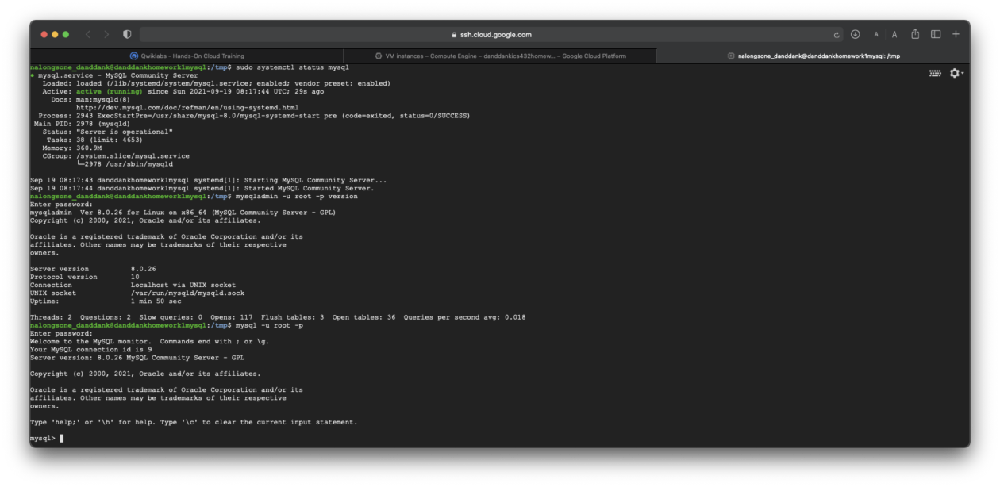 ssh.cloud.google.com
A A
Qwiklabs - Hands-On Cloud Training
VM instances – Compute Engine – danddankics432homew... – Google Cloud Platform
nalongsone_danddank@danddankhomework1mysql: /tmp
nalongsone_danddank@danddankhomework1mysql:/tmp$ sudo systemctl status mysql
● mysql.service - MySQL Community Server
Loaded: loaded (/lib/systemd/system/mysql.service; enabled; vendor preset: enabled)
Active: active (running) since Sun 2021-09-19 08:17:44 UTC; 29s ago
Docs: man:mysqld(8)
http://dev.mysql.com/doc/refman/en/using-systemd.html
Process: 2943 ExecStartPre=/usr/share/mysql-8.0/mysql-systemd-start pre (code=exited, status=0/SUCCESS)
Main PID: 2978 (mysqld)
Status: "Server is operational"
Tasks: 38 (limit: 4653)
Memory: 360.9M
CGroup: /system.slice/mysql.service
└─2978 /usr/sbin/mysqld
Sep 19 08:17:43 danddankhomework1mysql systemd[1]: Starting MySQL Community Server...
Sep 19 08:17:44 danddankhomework1mysql systemd[1]: Started MySQL Community Server.
nalongsone_danddank@danddankhomework1mysql:/tmp$ mysqladmin -u root -p version
Enter password:
mysqladmin  Ver 8.0.26 for Linux on x86_64 (MySQL Community Server - GPL)
Copyright (c) 2000, 2021, Oracle and/or its affiliates.
Oracle is a registered trademark of Oracle Corporation and/or its
affiliates. Other names may be trademarks of their respective
owners.
Server version 8.0.26
Protocol version 10
Connection Localhost via UNIX socket
UNIX socket /var/run/mysqld/mysqld.sock
Uptime: 1 min 50 sec
Threads: 2  Questions: 2  Slow queries: 0  Opens: 117  Flush tables: 3  Open tables: 36  Queries per second avg: 0.018
nalongsone_danddank@danddankhomework1mysql:/tmp$ mysql -u root -p
Enter password:
Welcome to the MySQL monitor.  Commands end with ; or \g.
Your MySQL connection id is 9
Server version: 8.0.26 MySQL Community Server - GPL
Copyright (c) 2000, 2021, Oracle and/or its affiliates.
Oracle is a registered trademark of Oracle Corporation and/or its
affiliates. Other names may be trademarks of their respective
owners.
Type 'help;' or '\h' for help. Type '\c' to clear the current input statement.
mysql>